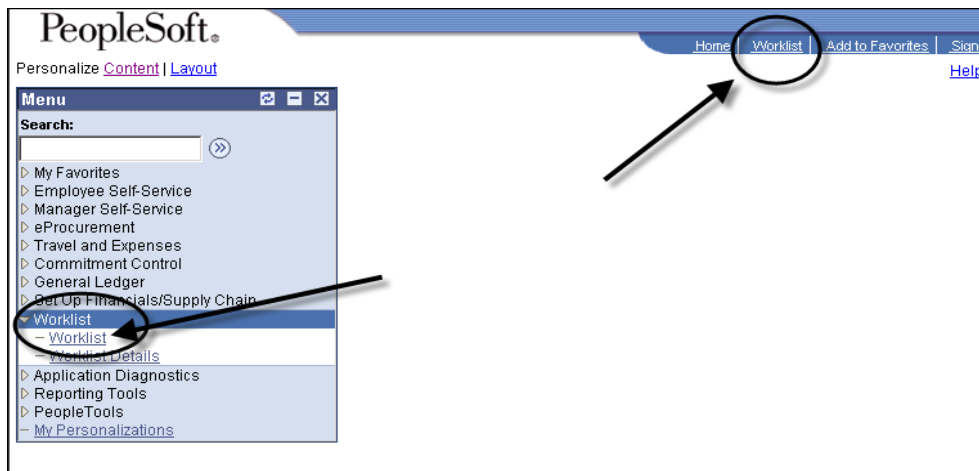 PeopleSoft®
Home | Worklist | Add to Favorites | Sign
Personalize Content | Layout
Help
Menu
Search:
My Favorites
Employee Self-Service
Manager Self-Service
eProcurement
Travel and Expenses
Commitment Control
General Ledger
Set Up Financials/Supply Chain
Worklist
– Worklist
– Worklist Details
Application Diagnostics
Reporting Tools
PeopleTools
– My Personalizations